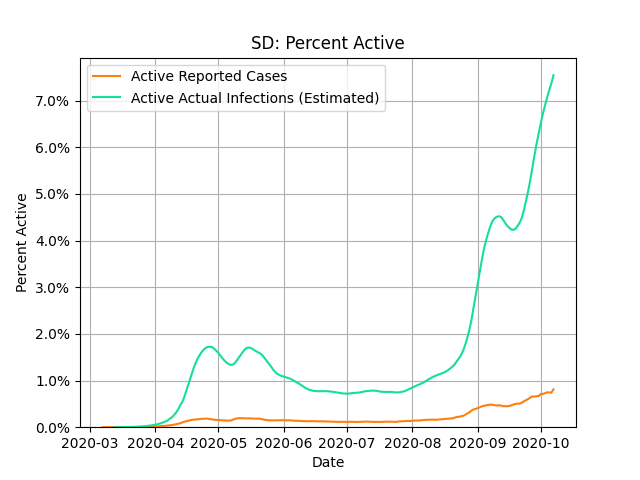 SD: Percent Active
Active Reported Cases
Active Actual Infections (Estimated)
Percent Active
7.0%
6.0%
5.0%
4.0%
3.0%
2.0%
1.0%
0.0%
2020-03 2020-04 2020-05 2020-06 2020-07 2020-08 2020-09 2020-10
Date